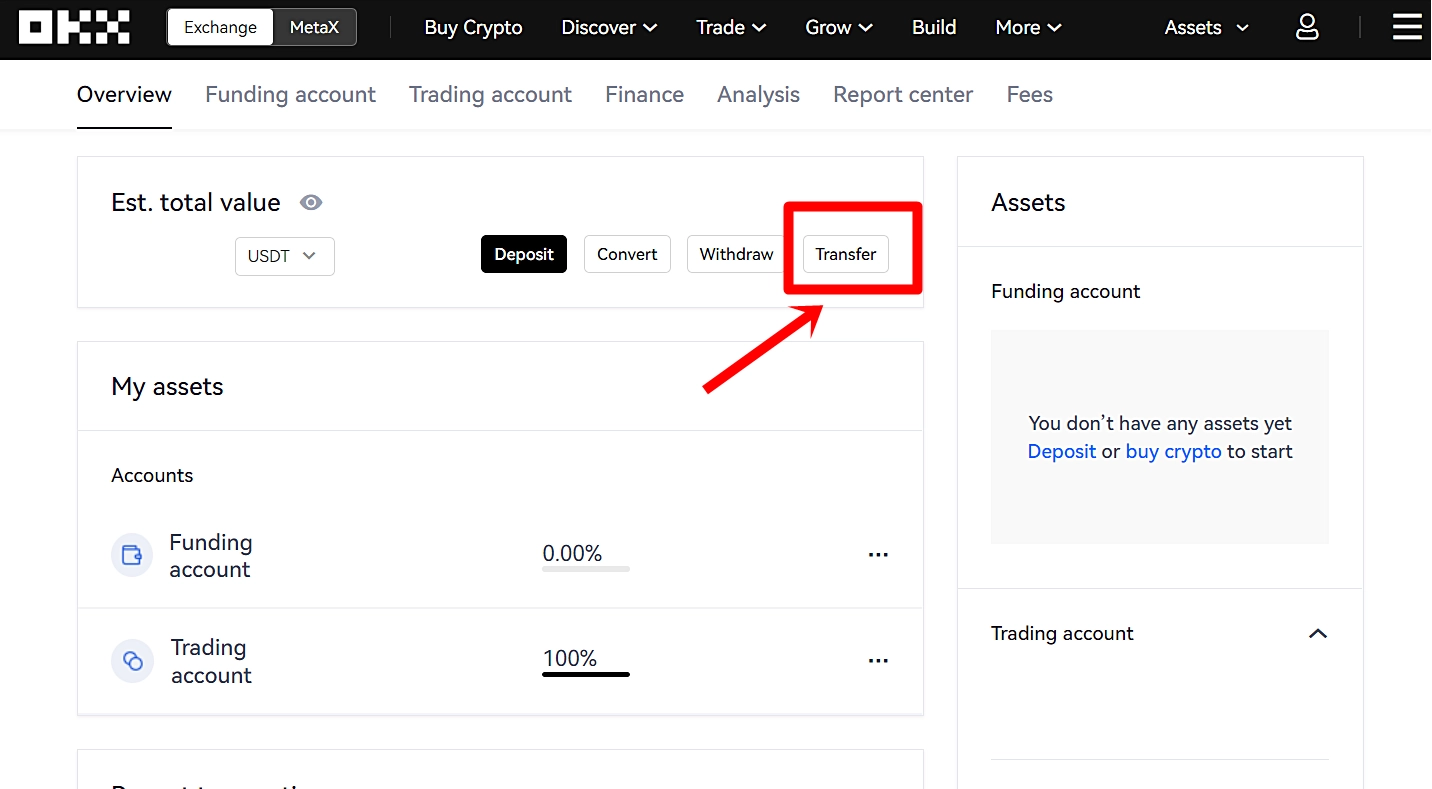 OKX
Exchange MetaX Buy Crypto Discover Trade Grow Build More Assets
Overview Funding account Trading account Finance Analysis Report center Fees
Est. total value
USDT
Deposit Convert Withdraw Transfer
My assets
Accounts
Funding
account
0.00%
Trading
account
100%
Assets
Funding account
You don’t have any assets yet
Deposit or buy crypto to start
Trading account